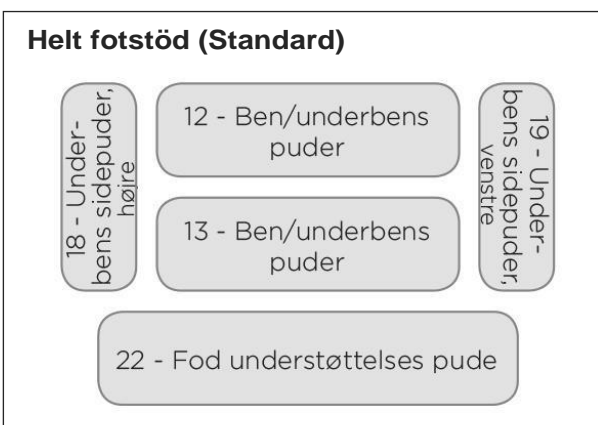 Helt fotstöd (Standard)
18 - Under-
bens sidepuder,
højre
12 - Ben/underbens
puder
19 - Under-
bens sidepuder,
venstre
13 - Ben/underbens
puder
22 - Fod understøttelses pude